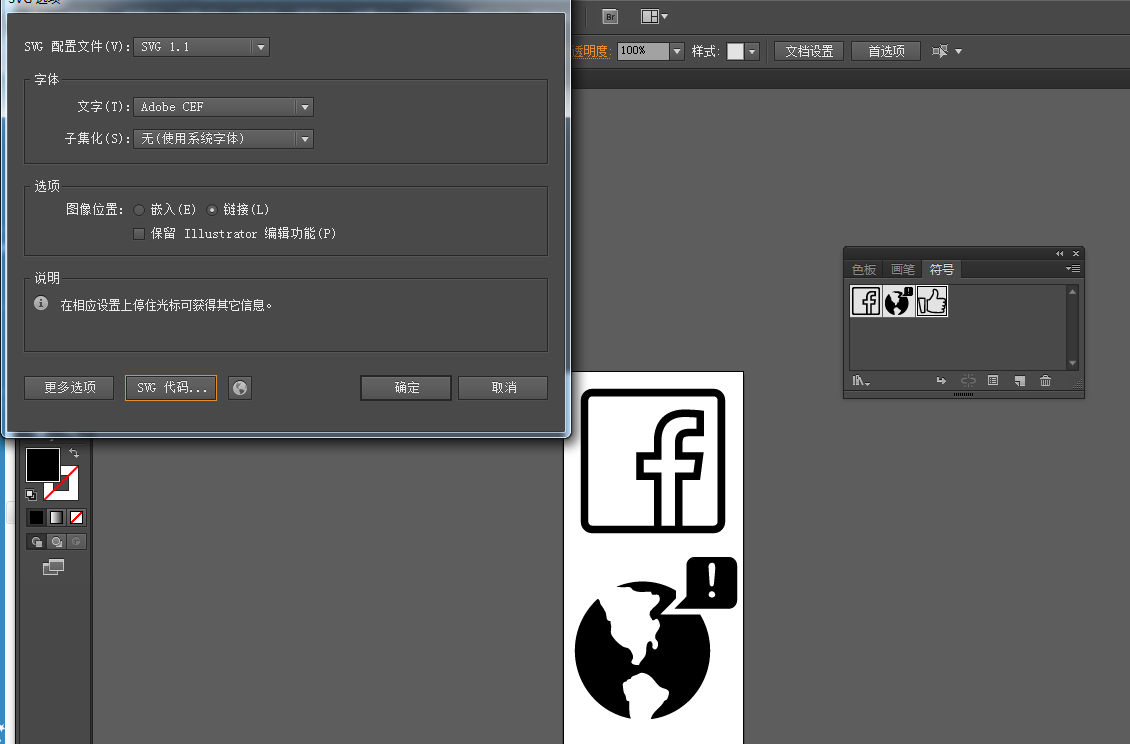 SVG 选项
SVG 配置文件(V): SVG 1.1
字体
文字(T): Adobe CEF
子集化(S): 无(使用系统字体)
选项
图像位置: 嵌入(E) 链接(L)
保留 Illustrator 编辑功能(P)
说明
在相应设置上停住光标可获得其它信息。
更多选项 SVG 代码... 确定 取消
Br
透明度: 100% 样式: 文档设置 首选项
色板 画笔 符号